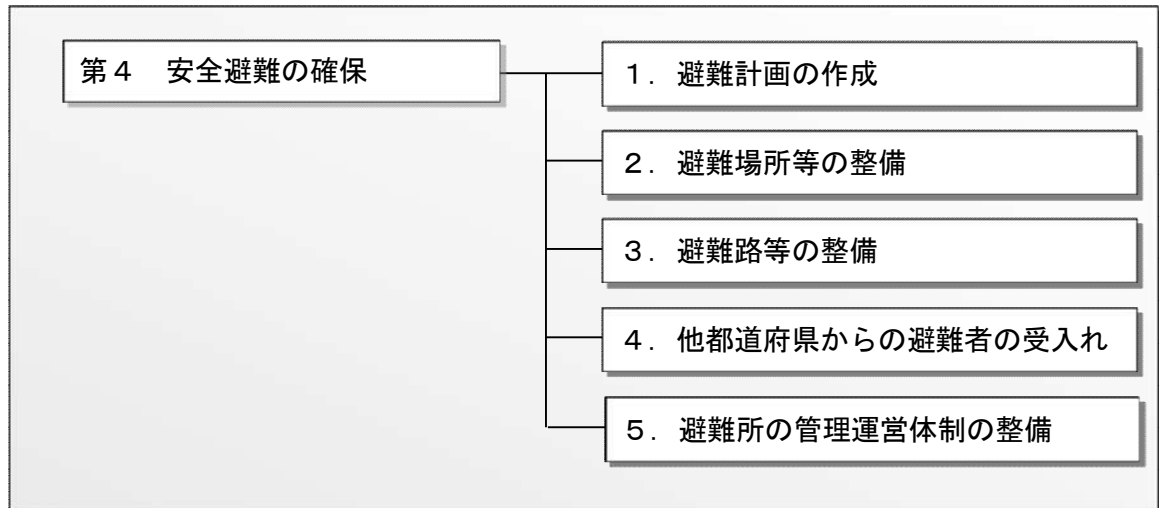 第４　安全避難の確保
１．避難計画の作成
２．避難場所等の整備
３．避難路等の整備
４．他都道府県からの避難者の受入れ
５．避難所の管理運営体制の整備